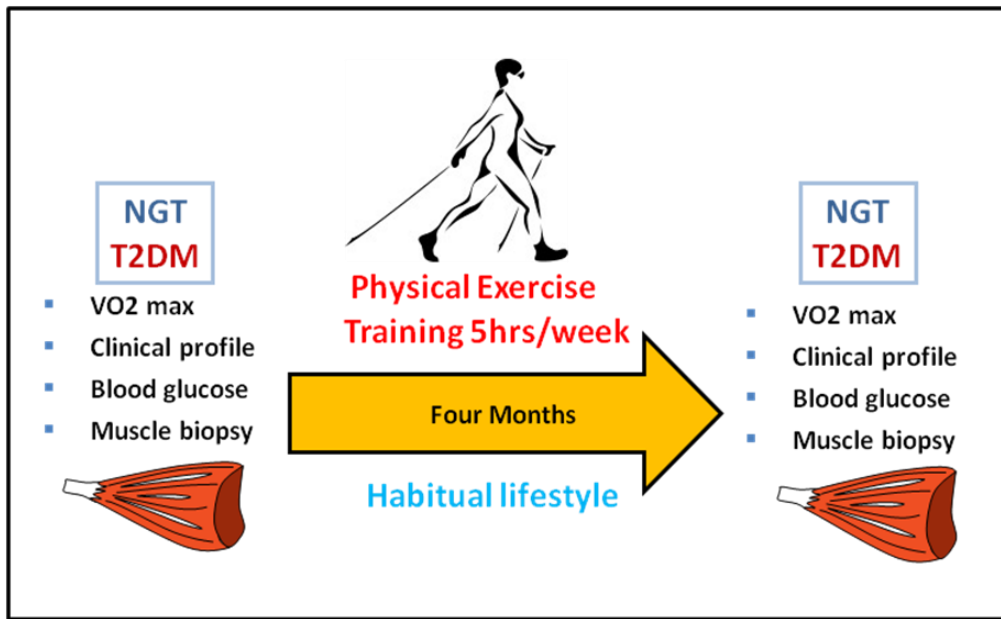 NGT
T2DM
VO2 max
Clinical profile
Blood glucose
Muscle biopsy
Physical Exercise
Training 5hrs/week
Four Months
Habitual lifestyle
NGT
T2DM
VO2 max
Clinical profile
Blood glucose
Muscle biopsy